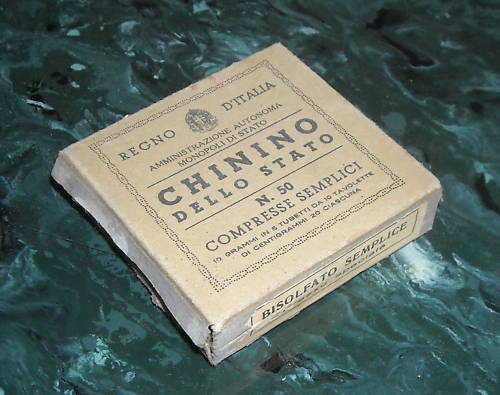 REGNO D'ITALIA
AMMINISTRAZIONE AUTONOMA
MONOPOLI DI STATO
CHININO
DELLO STATO
N. 50
COMPRESSE SEMPLICI
10 GRAMMI IN 5 TUBETTI DA 10 TAVOLETTE
DI CENTIGRAMMI 20 CIASCUNA
BISOLFATO SEMPLICE